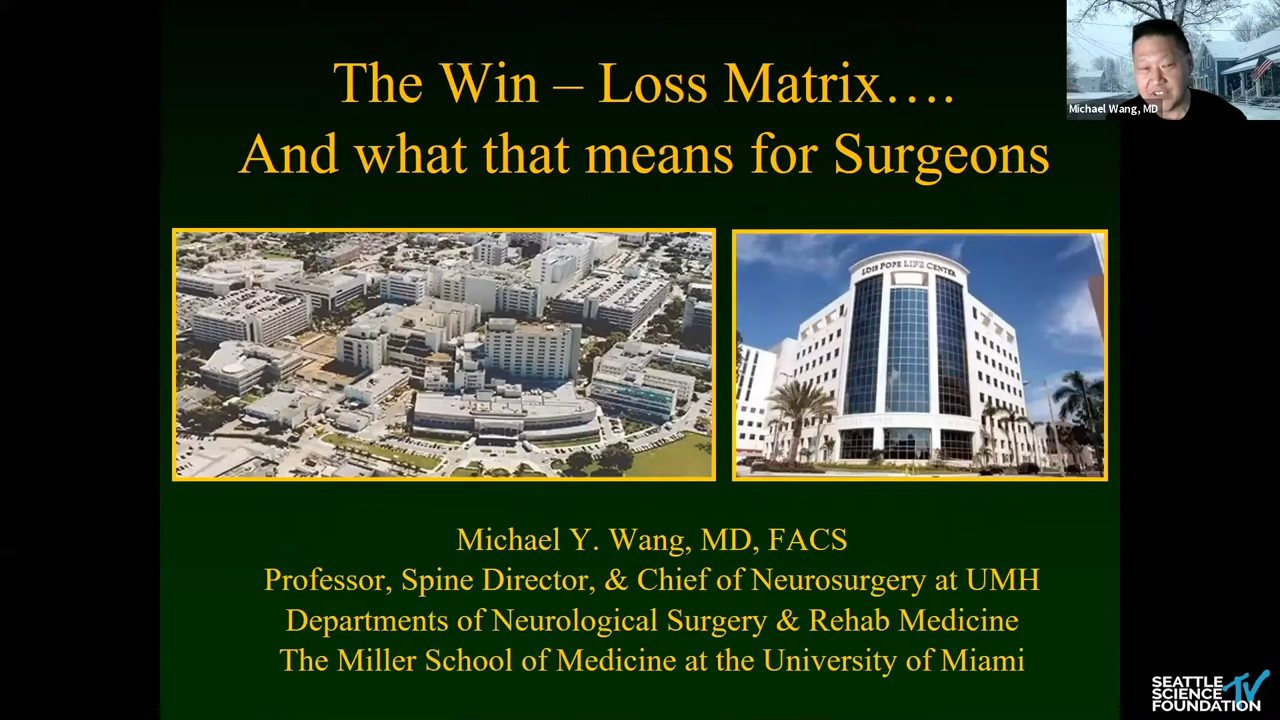 The Win – Loss Matrix….
And what that means for Surgeons
Michael Wang, MD
LOIS POPE LIFE CENTER
Michael Y. Wang, MD, FACS
Professor, Spine Director, & Chief of Neurosurgery at UMH
Departments of Neurological Surgery & Rehab Medicine
The Miller School of Medicine at the University of Miami
SEATTLE
SCIENCE
FOUNDATION
TV